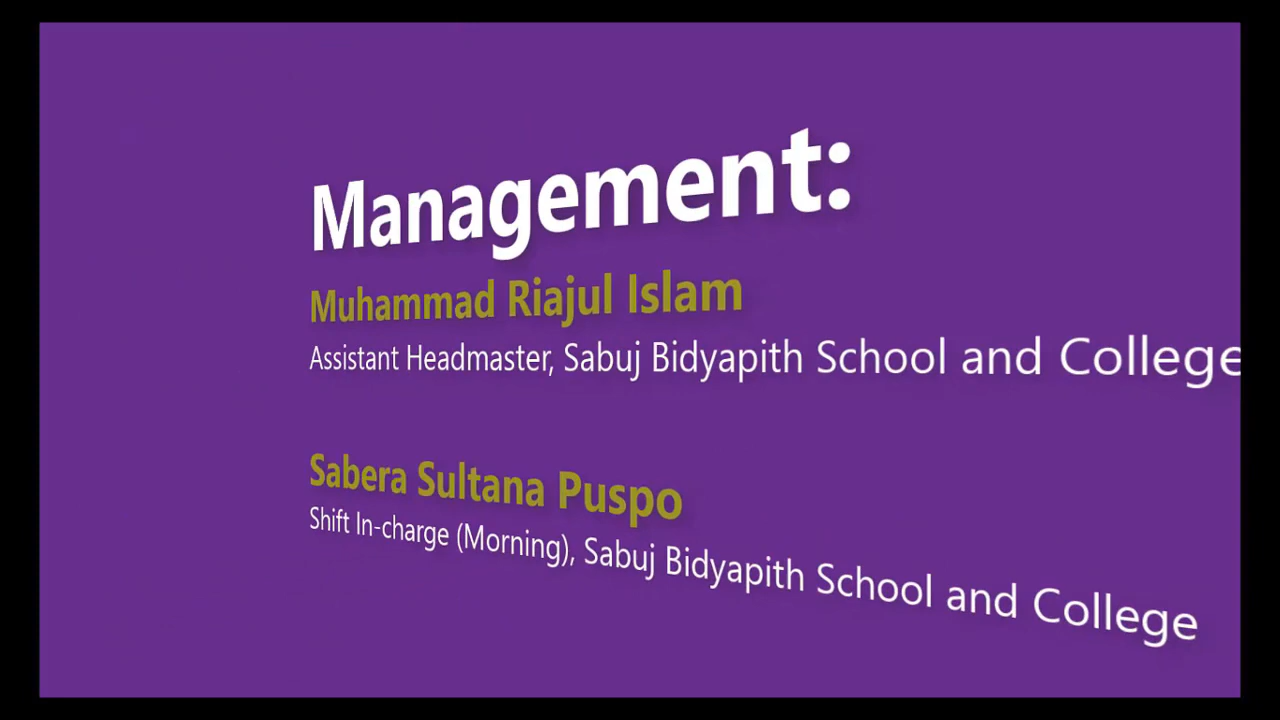 Management:
Muhammad Riajul Islam
Assistant Headmaster, Sabuj Bidyapith School and College
Sabera Sultana Puspo
Shift In-charge (Morning), Sabuj Bidyapith School and College